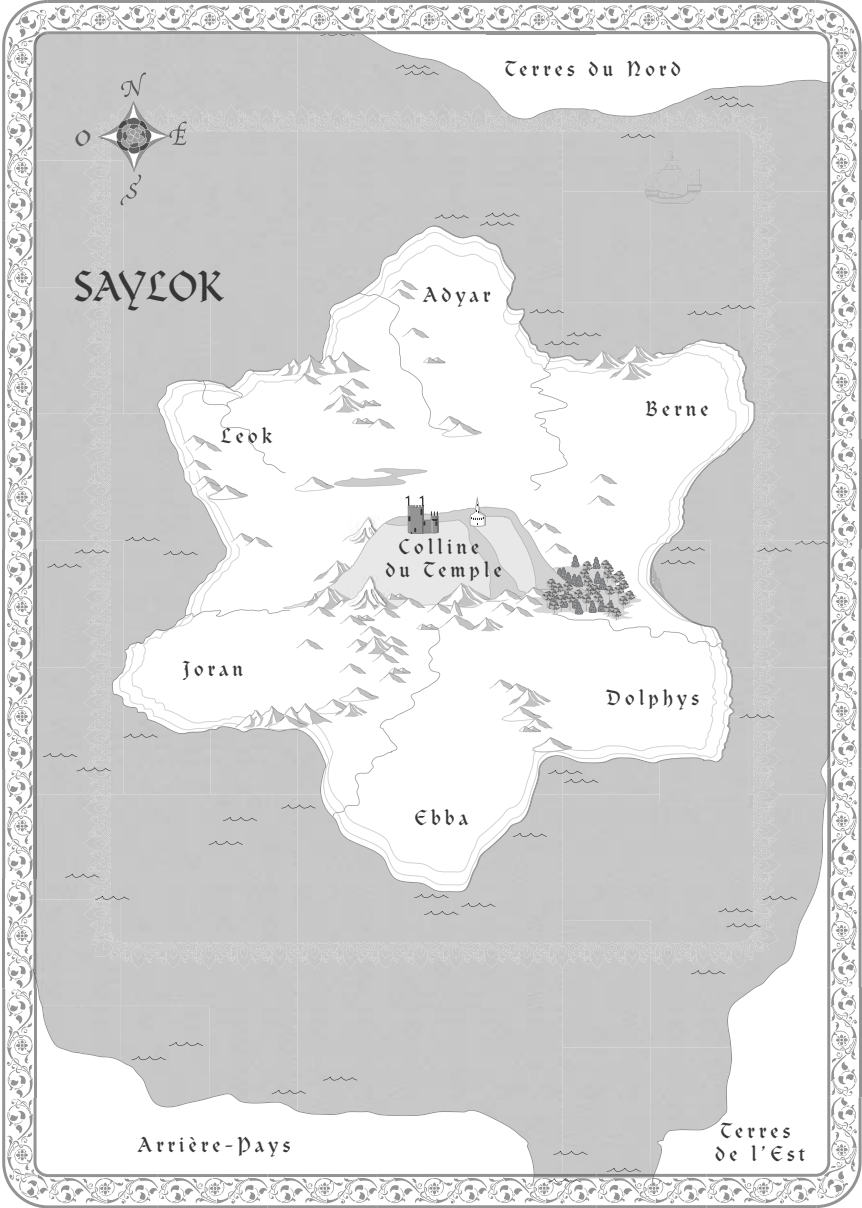 Terres du Nord
N
O
E
S
SAYLOK
Adyar
Berne
Leok
Colline
du Temple
Joran
Dolphys
Ebba
Arrière-Pays
Terres
de l'Est